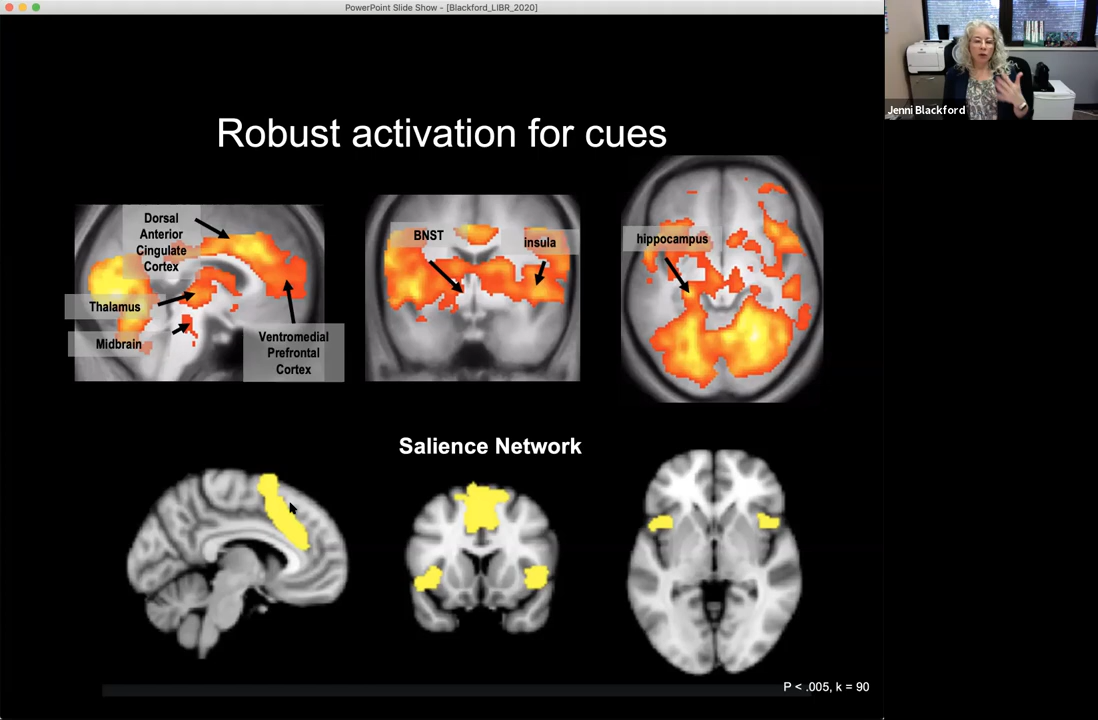 PowerPoint Slide Show - [Blackford_LIBR_2020]
Jenni Blackford
Robust activation for cues
Dorsal
Anterior
Cingulate
Cortex
Thalamus
Midbrain
Ventromedial
Prefrontal
Cortex
BNST
insula
hippocampus
Salience Network
P < .005, k = 90